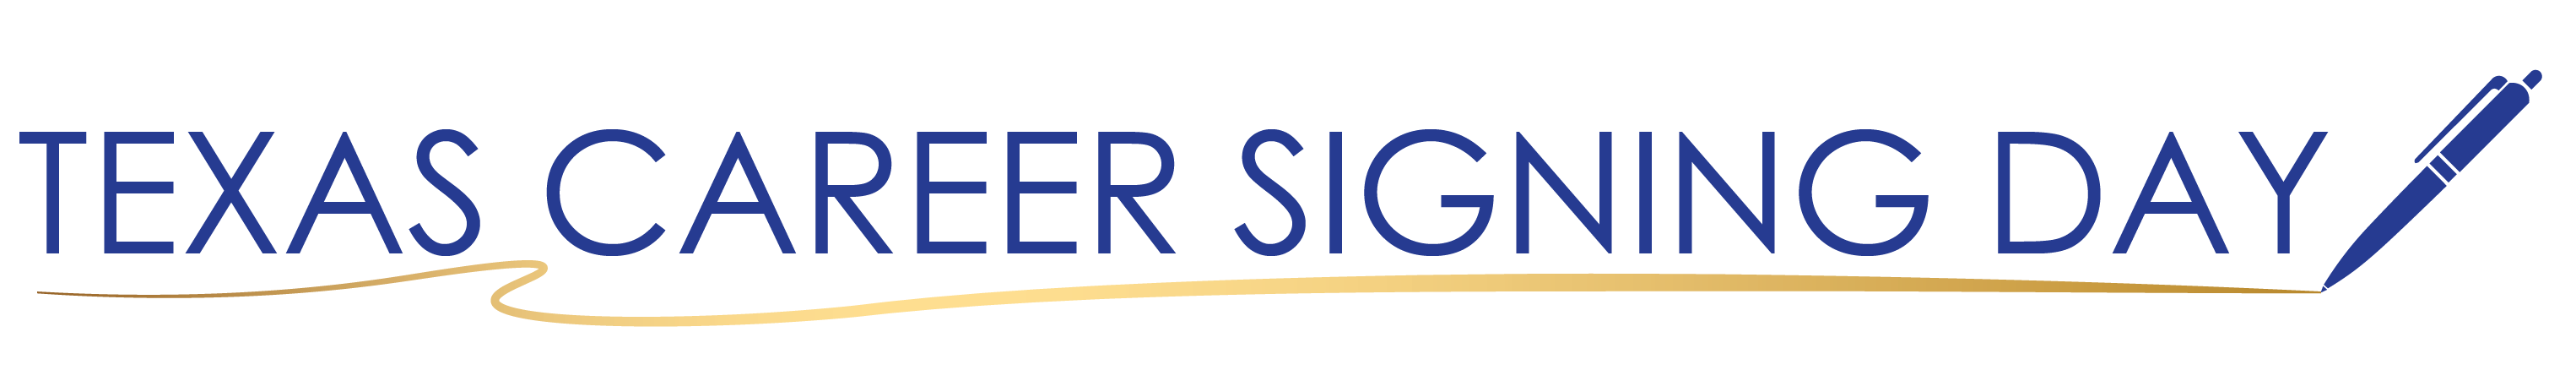 TEXAS CAREER SIGNING DAY